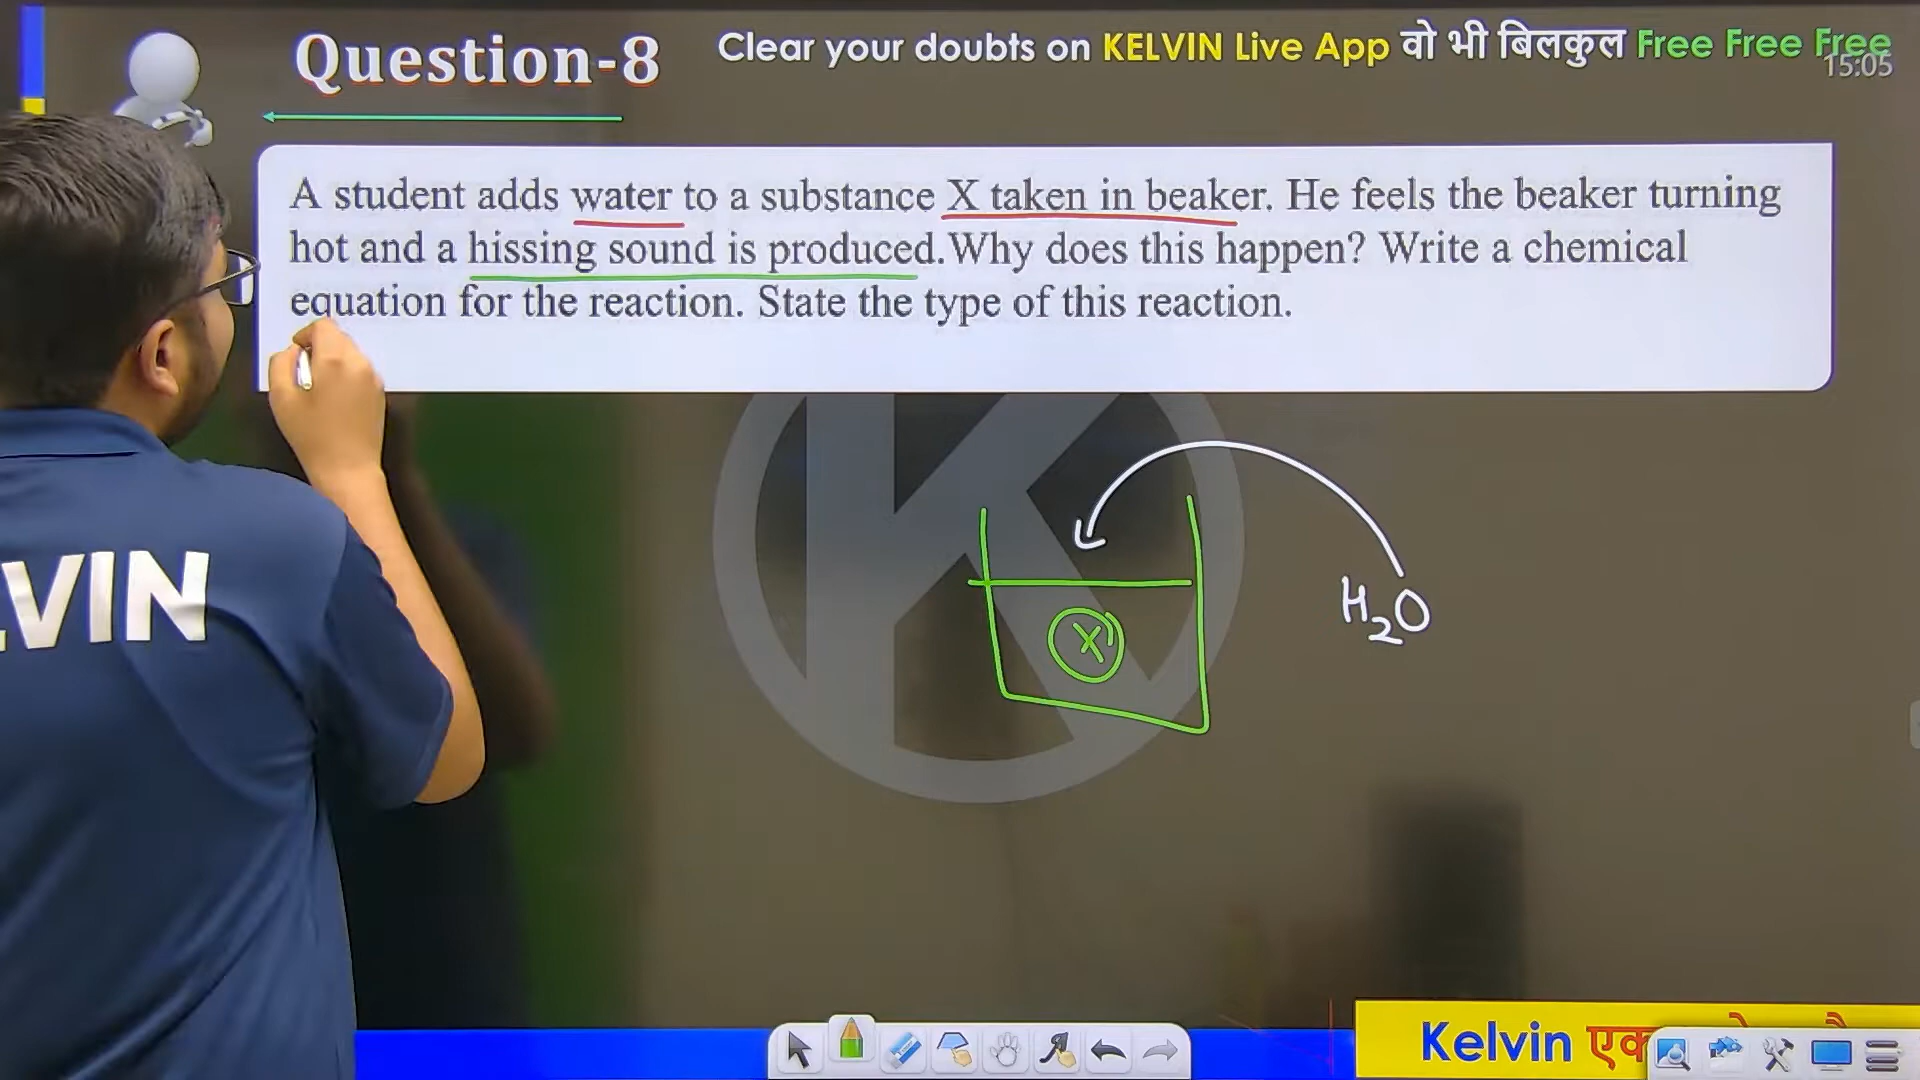 Question-8
Clear your doubts on KELVIN Live App वो भी बिलकुल Free Free Free
15:05
A student adds water to a substance X taken in beaker. He feels the beaker turning
hot and a hissing sound is produced.Why does this happen? Write a chemical
equation for the reaction. State the type of this reaction.
X
H₂O
VIN
Kelvin